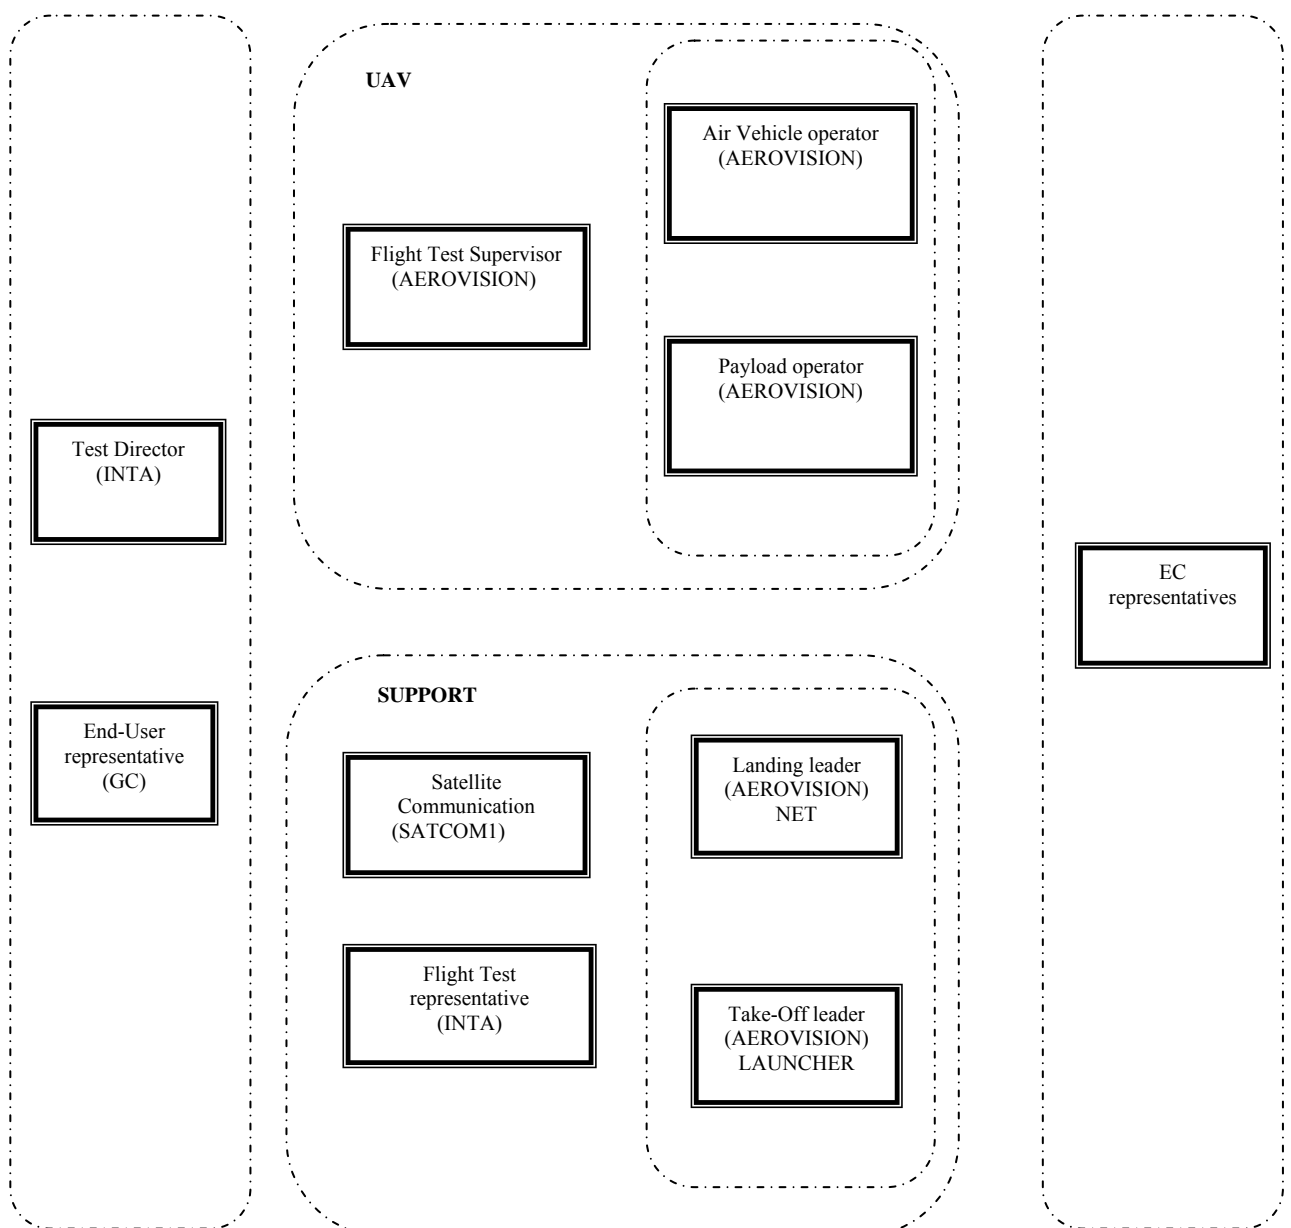 UAV
Air Vehicle operator
(AEROVISION)
Flight Test Supervisor
(AEROVISION)
Payload operator
(AEROVISION)
Test Director
(INTA)
EC
representatives
End-User
representative
(GC)
SUPPORT
Satellite
Communication
(SATCOM1)
Landing leader
(AEROVISION)
NET
Flight Test
representative
(INTA)
Take-Off leader
(AEROVISION)
LAUNCHER